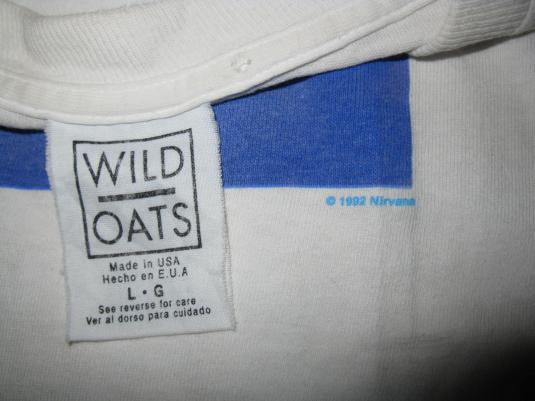 WILD
OATS
Made in USA
Hecho en E.U.A
L • G
See reverse for care
Ver al dorso para cuidado
© 1992 Nirvana